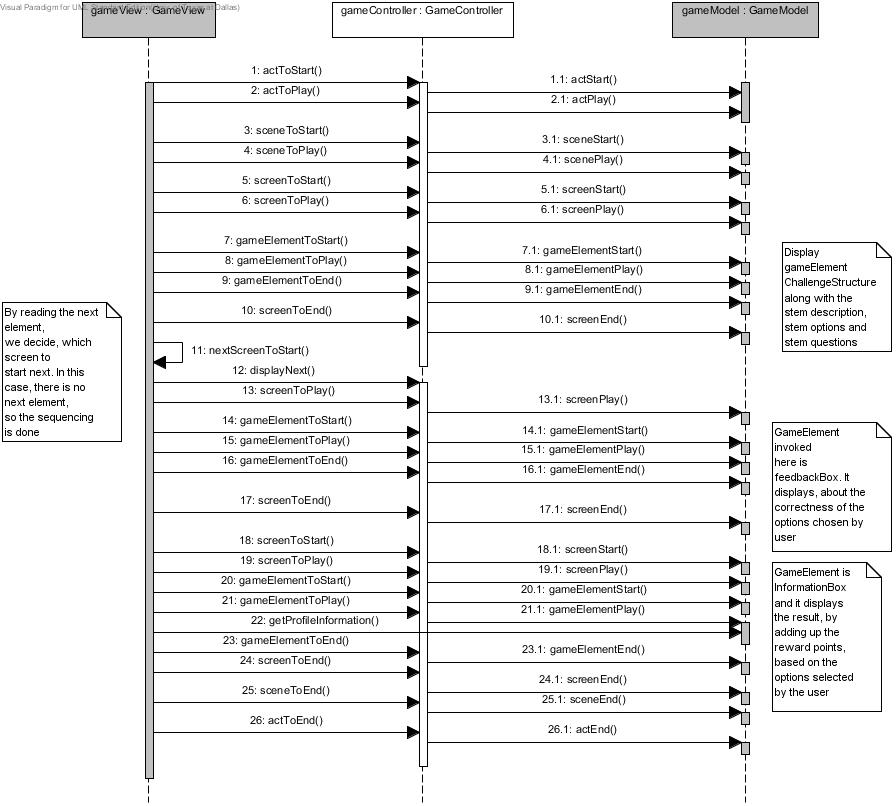 gameView : GameView
gameController : GameController
gameModel : GameModel
1: actToStart()
1.1: actStart()
2: actToPlay()
2.1: actPlay()
3: sceneToStart()
3.1: sceneStart()
4: sceneToPlay()
4.1: scenePlay()
5: screenToStart()
5.1: screenStart()
6: screenToPlay()
6.1: screenPlay()
7: gameElementToStart()
7.1: gameElementStart()
8: gameElementToPlay()
8.1: gameElementPlay()
9: gameElementToEnd()
9.1: gameElementEnd()
10: screenToEnd()
10.1: screenEnd()
Display
gameElement
ChallengeStructure
along with the
stem description,
stem options and
stem questions
By reading the next
element,
we decide, which
screen to
start next. In this
case, there is no
next element,
so the sequencing
is done
11: nextScreenToStart()
12: displayNext()
13: screenToPlay()
13.1: screenPlay()
14: gameElementToStart()
14.1: gameElementStart()
15: gameElementToPlay()
15.1: gameElementPlay()
16: gameElementToEnd()
16.1: gameElementEnd()
17: screenToEnd()
17.1: screenEnd()
GameElement
invoked
here is
feedbackBox. It
displays, about the
correctness of the
options chosen by
user
18: screenToStart()
18.1: screenStart()
19: screenToPlay()
19.1: screenPlay()
20: gameElementToStart()
20.1: gameElementStart()
21: gameElementToPlay()
21.1: gameElementPlay()
22: getProfileInformation()
23: gameElementToEnd()
23.1: gameElementEnd()
24: screenToEnd()
24.1: screenEnd()
25: sceneToEnd()
25.1: sceneEnd()
26: actToEnd()
26.1: actEnd()
GameElement is
InformationBox
and it displays
the result, by
adding up the
reward points,
based on the
options selected
by the user
Visual Paradigm for UML
at Dallas)